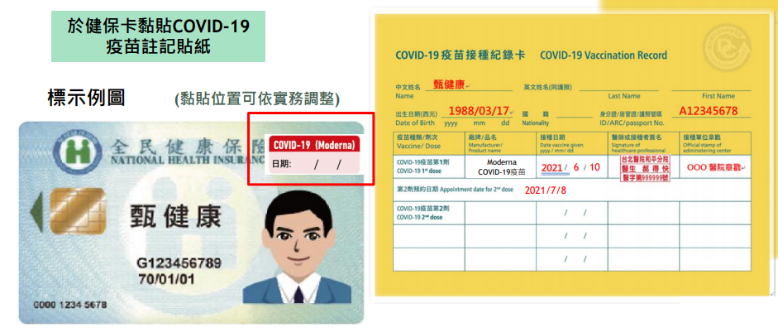 於健保卡黏貼COVID-19
疫苗註記貼紙
標示例圖 (黏貼位置可依實務調整)
全民健康保險
NATIONAL HEALTH INSURANC
COVID-19 (Moderna)
日期: / /
甄健康
G123456789
70/01/01
0000 1234 5678
COVID-19疫苗接種紀錄卡 COVID-19 Vaccination Record
中文姓名 甄健康 英文姓名(同護照)
Name Last Name First Name
出生日期(西元) 1988/03/17 國 籍 身分證/居留證/護照號碼 A12345678
Date of Birth yyyy mm dd Nationality ID/ARC/passport No.
疫苗種類/劑次 廠牌/品名 接種日期 醫師或接種者簽名 接種單位章戳
Vaccine/ Dose Manufacturer/ Date vaccine given Signature of Official stamp of
Product name yyyy / mm/ dd healthcare professional administering center
COVID-19疫苗第1劑 Moderna 2021/ 6 / 10 台北醫院和平分院
COVID-19 1st dose COVID-19疫苗 醫生 郝得快 OOO 醫院章戳
醫字第999999號
第2劑預約日期 Appointment date for 2nd dose 2021/7/8
COVID-19疫苗第2劑
COVID-19 2nd dose / /
/ /
/ /